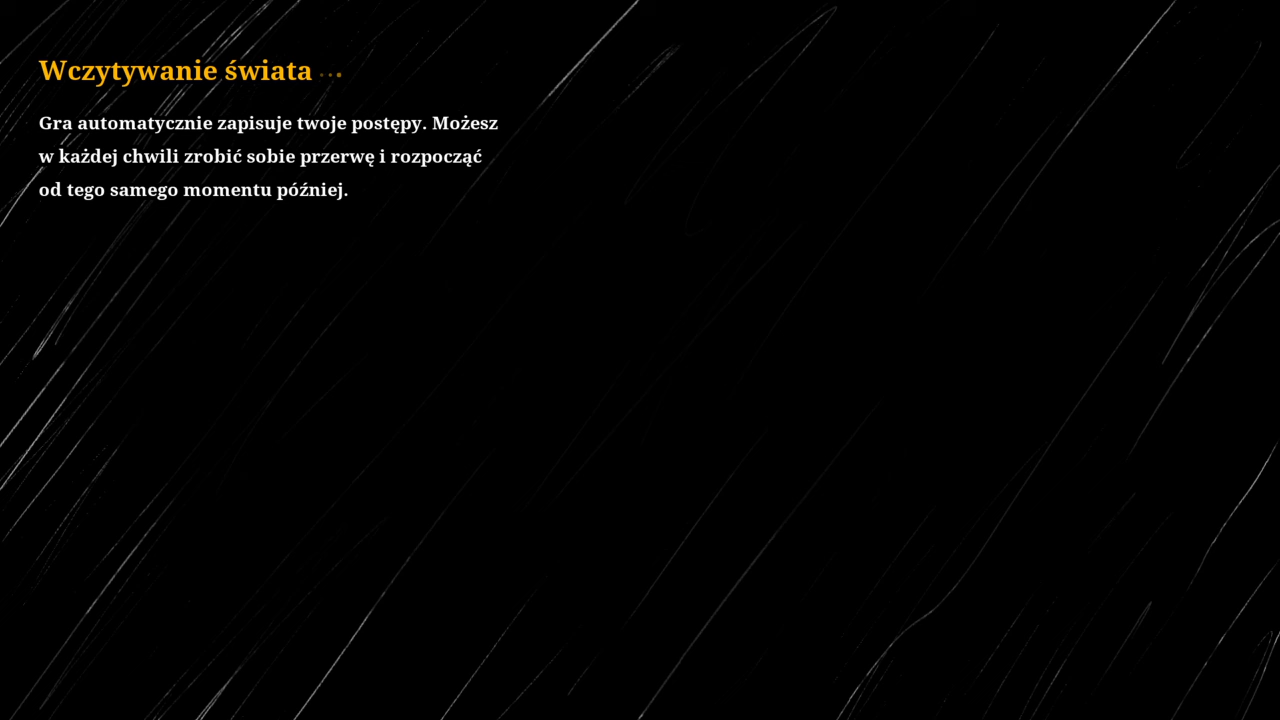 Wczytywanie świata ...
Gra automatycznie zapisuje twoje postępy. Możesz
w każdej chwili zrobić sobie przerwę i rozpocząć
od tego samego momentu później.